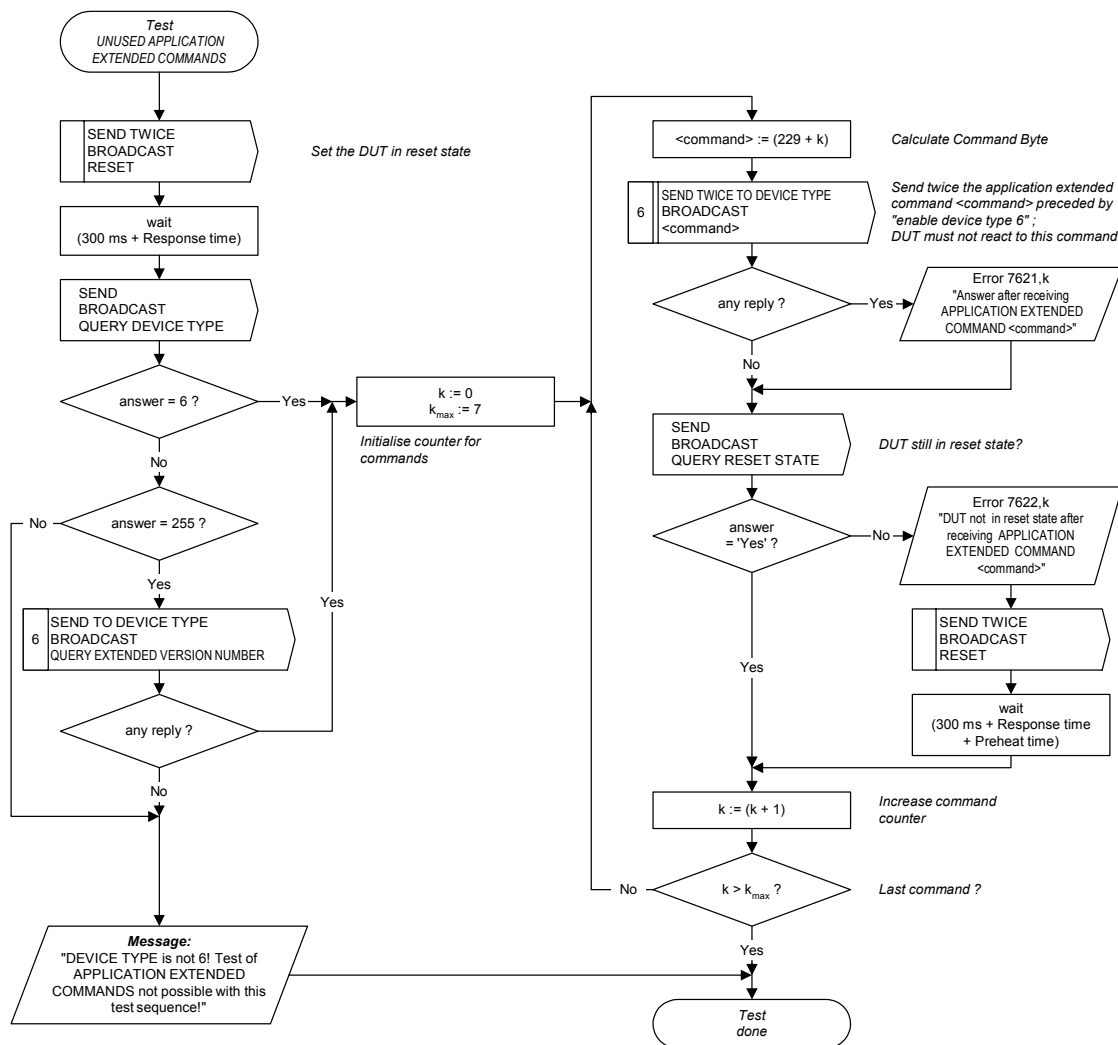 Test
UNUSED APPLICATION
EXTENDED COMMANDS
SEND TWICE
BROADCAST
RESET
Set the DUT in reset state
wait
(300 ms + Response time)
SEND
BROADCAST
QUERY DEVICE TYPE
answer = 6 ?
Yes
No
k := 0
kmax := 7
Initialise counter for
commands
No
answer = 255 ?
Yes
Yes
6
SEND TO DEVICE TYPE
BROADCAST
QUERY EXTENDED VERSION NUMBER
any reply ?
No
Message:
"DEVICE TYPE is not 6! Test of
APPLICATION EXTENDED
COMMANDS not possible with this
test sequence!"
<command> := (229 + k)
Calculate Command Byte
6
SEND TWICE TO DEVICE TYPE
BROADCAST
<command>
Send twice the application extended
command <command> preceded by
"enable device type 6" ;
DUT must not react to this command
any reply ?
Yes
Error 7621,k
"Answer after receiving
APPLICATION EXTENDED
COMMAND <command>"
No
SEND
BROADCAST
QUERY RESET STATE
DUT still in reset state?
answer
= 'Yes' ?
No
Error 7622,k
"DUT not in reset state after
receiving APPLICATION
EXTENDED COMMAND
<command>"
SEND TWICE
BROADCAST
RESET
Yes
wait
(300 ms + Response time
+ Preheat time)
k := (k + 1)
Increase command
counter
No
k > kmax ?
Last command ?
Yes
Test
done